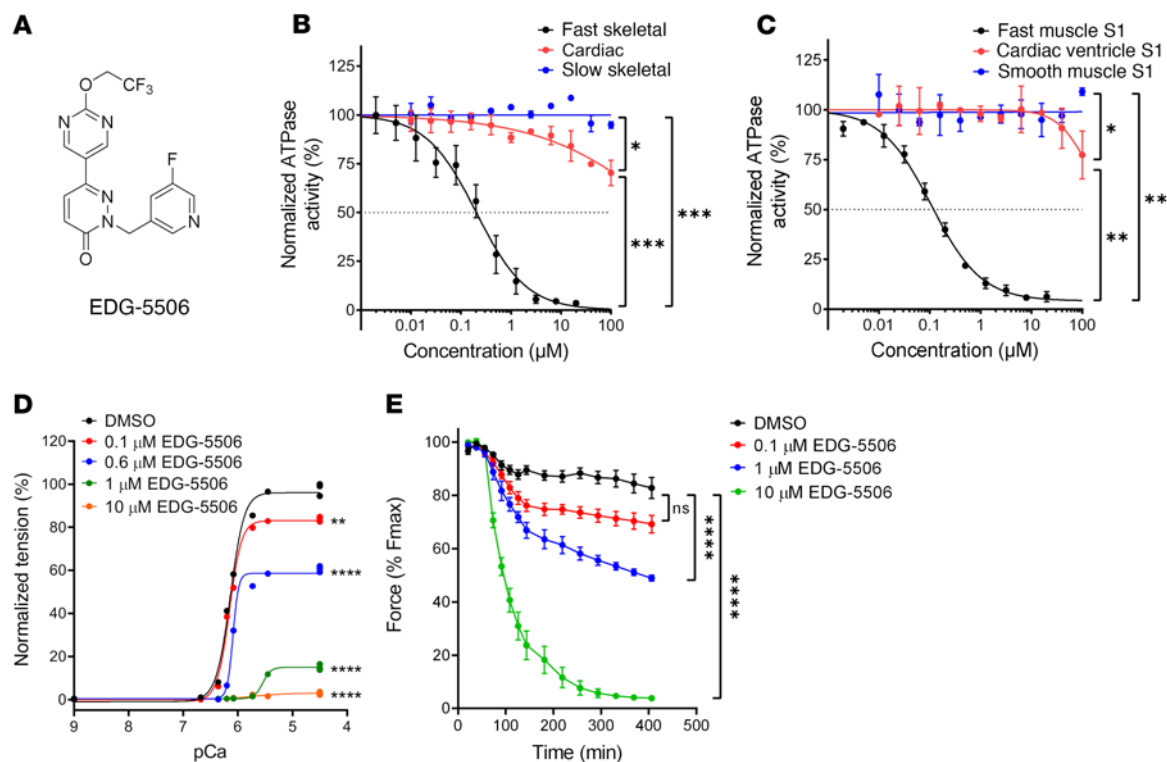 A
O
CF3
N
N
N
N
F
N
O
EDG-5506
B
Fast skeletal
Cardiac
Slow skeletal
Normalized ATPase
activity (%)
125
100
75
50
25
0
0.01
0.1
1
10
100
Concentration (µM)
*
***
***
C
Fast muscle S1
Cardiac ventricle S1
Smooth muscle S1
Normalized ATPase
activity (%)
125
100
75
50
25
0
0.01
0.1
1
10
100
Concentration (µM)
*
**
**
D
DMSO
0.1 µM EDG-5506
0.6 µM EDG-5506
1 µM EDG-5506
10 µM EDG-5506
Normalized tension (%)
120
100
80
60
40
20
0
9
8
7
6
5
4
pCa
**
****
****
****
E
DMSO
0.1 µM EDG-5506
1 µM EDG-5506
10 µM EDG-5506
Force (% Fmax)
100
80
60
40
20
0
0
100
200
300
400
500
Time (min)
ns
****
****